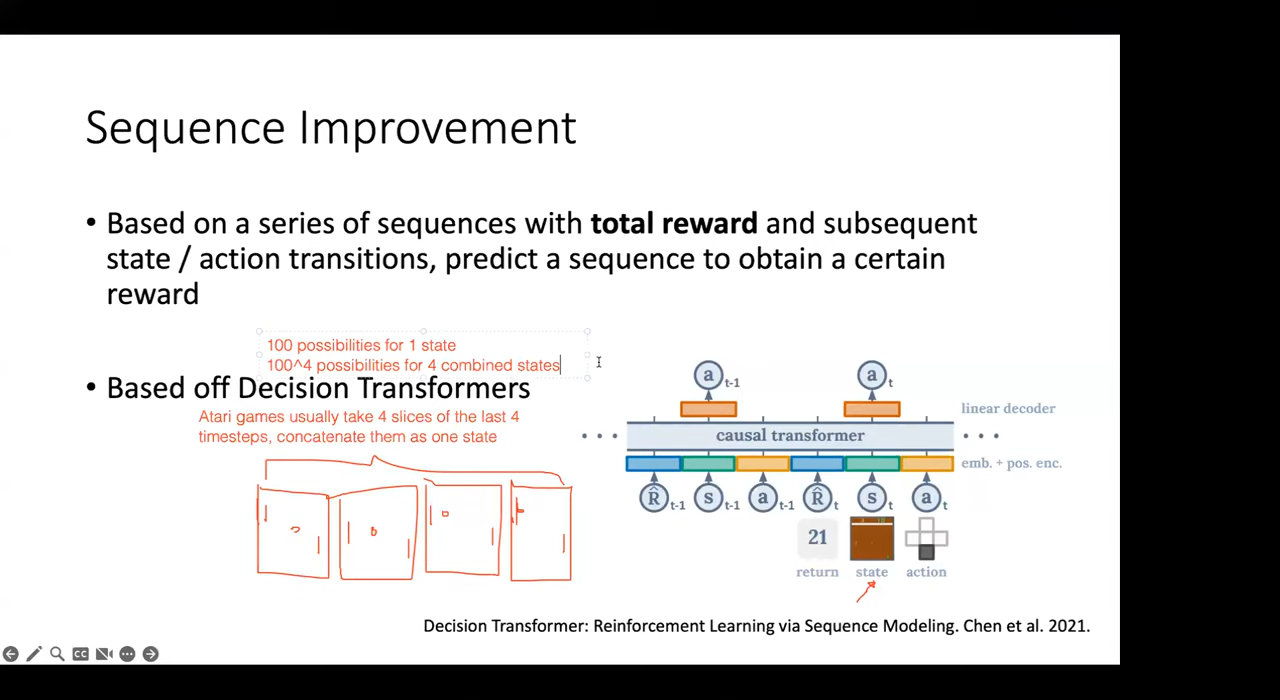 Sequence Improvement
• Based on a series of sequences with total reward and subsequent
state / action transitions, predict a sequence to obtain a certain
reward
100 possibilities for 1 state
100^4 possibilities for 4 combined states
• Based off Decision Transformers
Atari games usually take 4 slices of the last 4
timesteps, concatenate them as one state
a t-1 a t
linear decoder
causal transformer
emb. + pos. enc.
R̂ t-1 s t-1 a t-1 R̂ t s t a t
21
return state action
Decision Transformer: Reinforcement Learning via Sequence Modeling. Chen et al. 2021.
CC